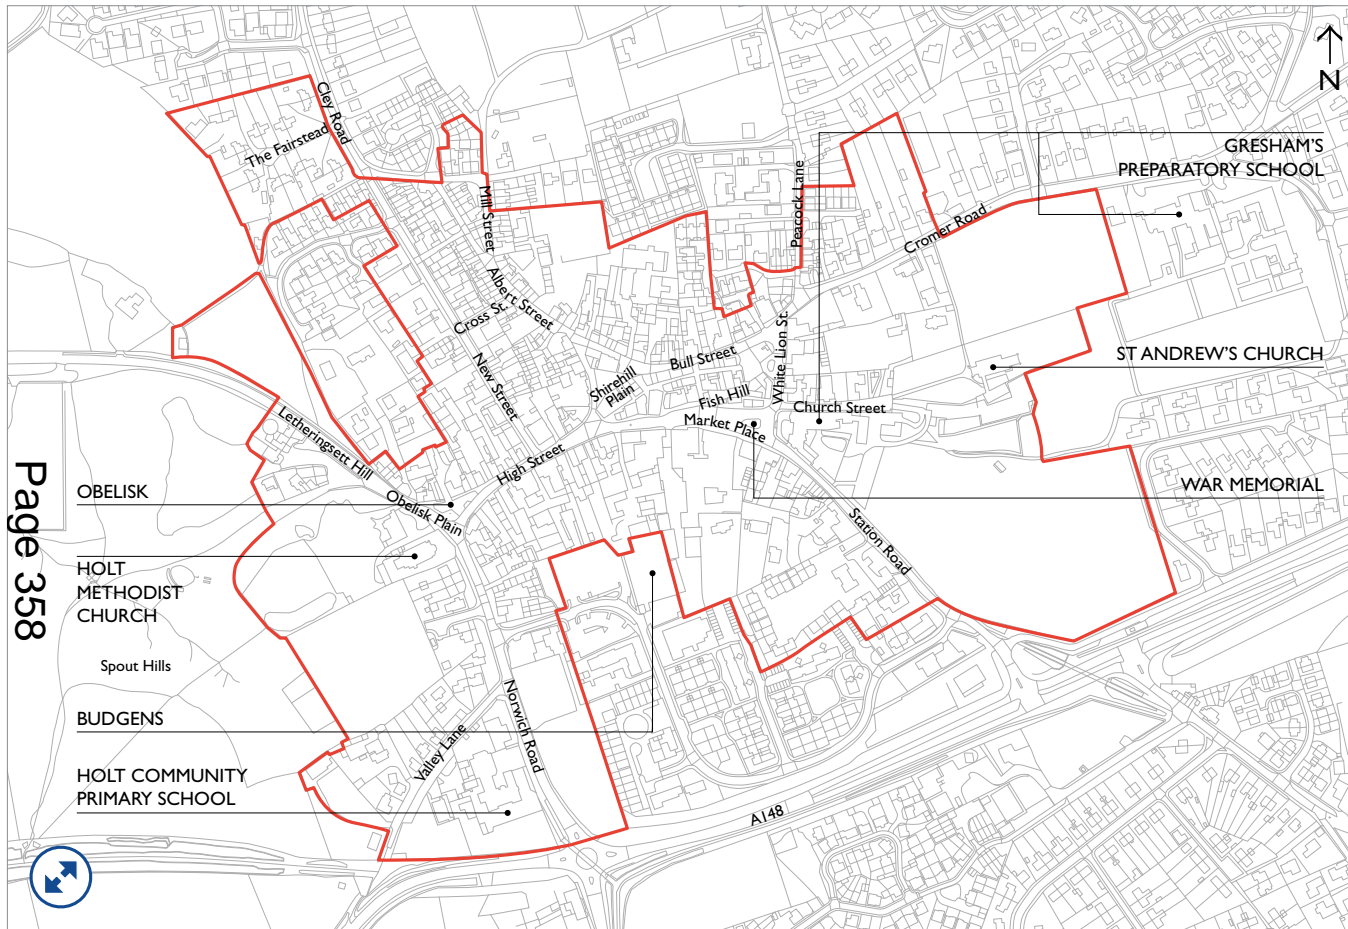 N
Cley Road
The Fairstead
GRESHAM'S
PREPARATORY SCHOOL
Mill Street
Peacock Lane
Cromer Road
Albert Street
Cross St.
White Lion St.
Bull Street
ST ANDREW'S CHURCH
New Street
Shirehill
Plain
Fish Hill
Church Street
Market Place
Letheringsett Hill
High Street
WAR MEMORIAL
OBELISK
Obelisk Plain
Station Road
Page 358
HOLT
METHODIST
CHURCH
Spout Hills
BUDGENS
Norwich Road
Valley Lane
HOLT COMMUNITY
PRIMARY SCHOOL
A148